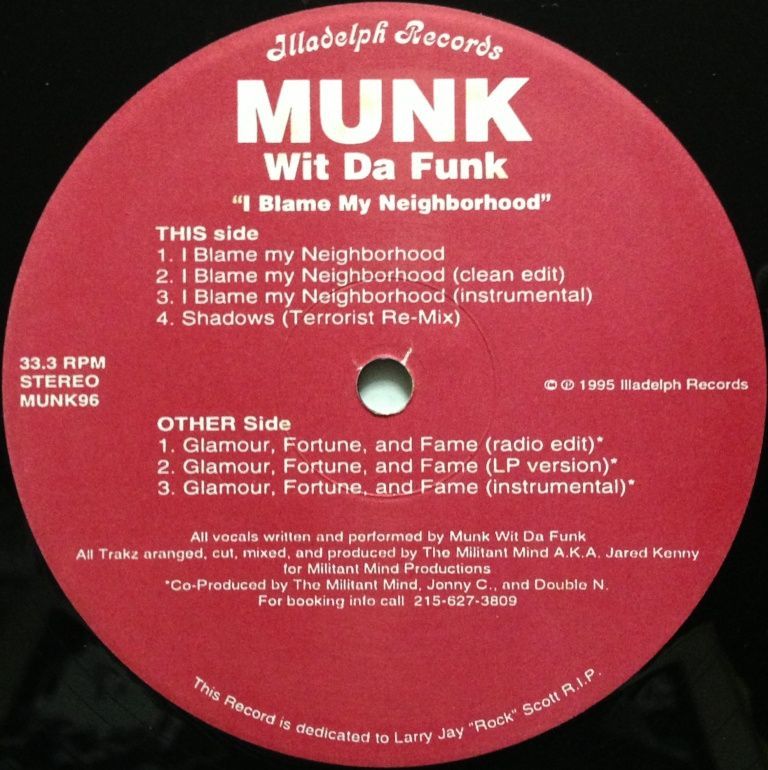 Illadelph Records
MUNK
Wit Da Funk
"I Blame My Neighborhood"
THIS side
1. I Blame my Neighborhood
2. I Blame my Neighborhood (clean edit)
3. I Blame my Neighborhood (instrumental)
4. Shadows (Terrorist Re-Mix)
33.3 RPM
STEREO
MUNK96
© ℗ 1995 Illadelph Records
OTHER Side
1. Glamour, Fortune, and Fame (radio edit)*
2. Glamour, Fortune, and Fame (LP version)*
3. Glamour, Fortune, and Fame (instrumental)*
All vocals written and performed by Munk Wit Da Funk
All Trakz aranged, cut, mixed, and produced by The Militant Mind A.K.A. Jared Kenny
for Militant Mind Productions
*Co-Produced by The Militant Mind, Jonny C., and Double N.
For booking info call 215-627-3809
This Record is dedicated to Larry Jay "Rock" Scott R.I.P.